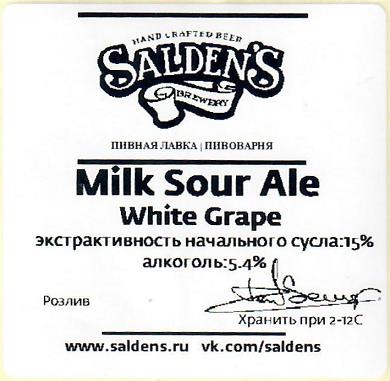 HAND CRAFTED BEER
SALDEN'S
BREWERY
ПИВНАЯ ЛАВКА | ПИВОВАРНЯ
Milk Sour Ale
White Grape
экстрактивность начального сусла:15%
алкоголь:5.4%
Розлив
Хранить при 2-12С
www.saldens.ru vk.com/saldens